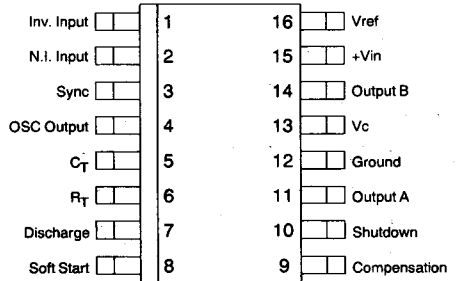 Inv. Input 1 16 Vref
N.I. Input 2 15 +Vin
Sync 3 14 Output B
OSC Output 4 13 Vc
CT 5 12 Ground
RT 6 11 Output A
Discharge 7 10 Shutdown
Soft Start 8 9 Compensation